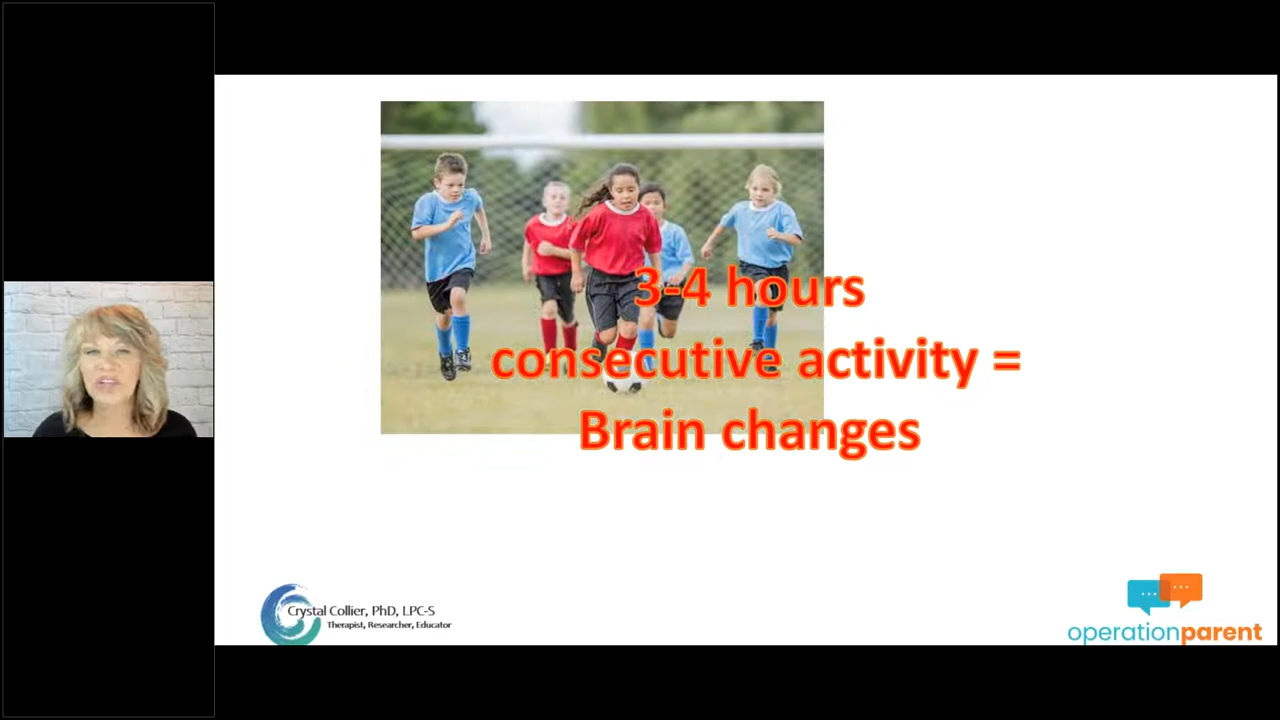 3-4 hours
consecutive activity =
Brain changes
Crystal Collier, PhD, LPC-S
Therapist, Researcher, Educator
operationparent